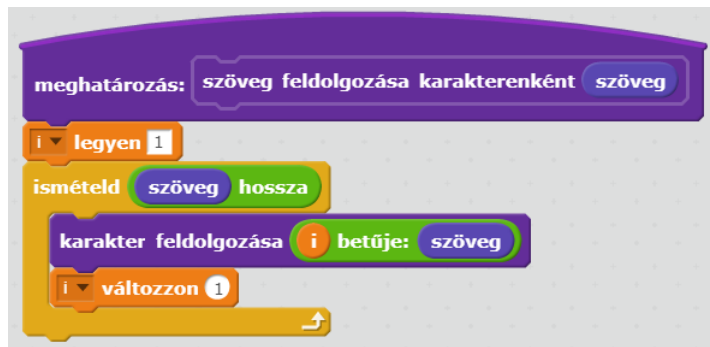 meghatározás: szöveg feldolgozása karakterenként szöveg
i legyen 1
ismételd szöveg hossza
karakter feldolgozása i betűje: szöveg
i változzon 1